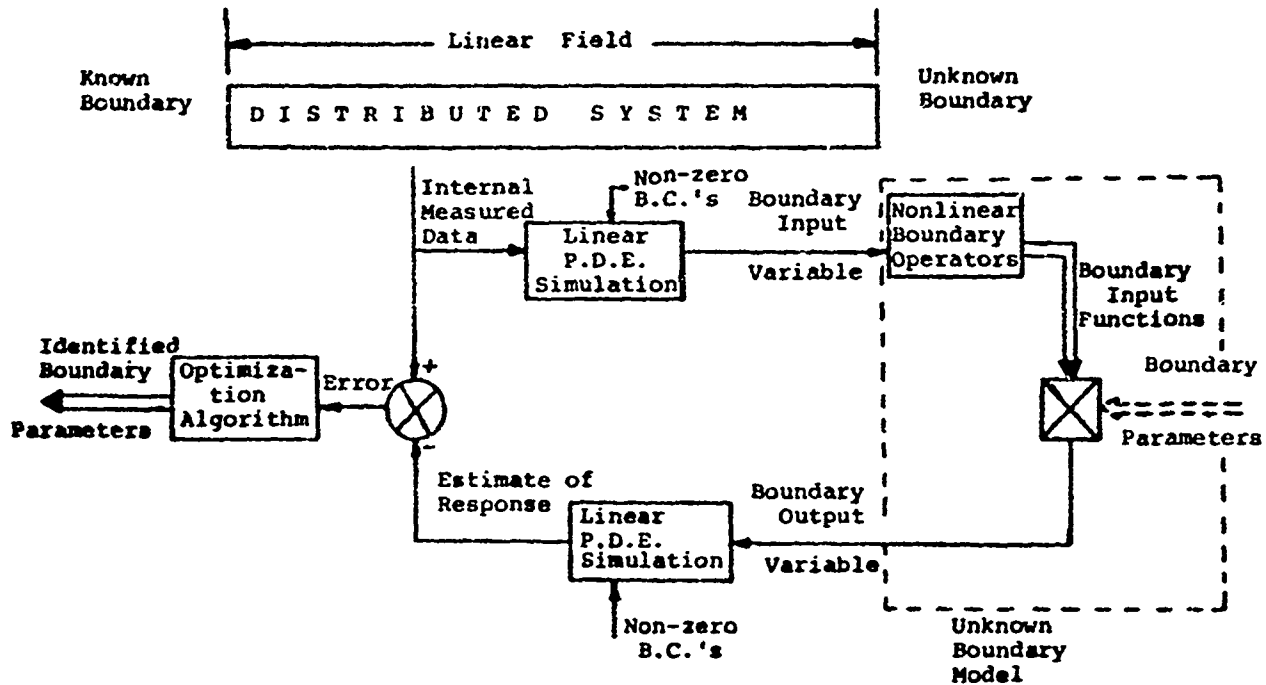 Linear Field
Known
Boundary
Unknown
Boundary
D I S T R I B U T E D   S Y S T E M
Internal
Measured
Data
Non-zero
B.C.'s
Linear
P.D.E.
Simulation
Boundary
Input
Variable
Nonlinear
Boundary
Operators
Boundary
Input
Functions
Boundary
Parameters
Identified
Boundary
Parameters
Optimiza-
tion
Algorithm
Error
+
-
Estimate of
Response
Linear
P.D.E.
Simulation
Boundary
Output
Variable
Non-zero
B.C.'s
Unknown
Boundary
Model